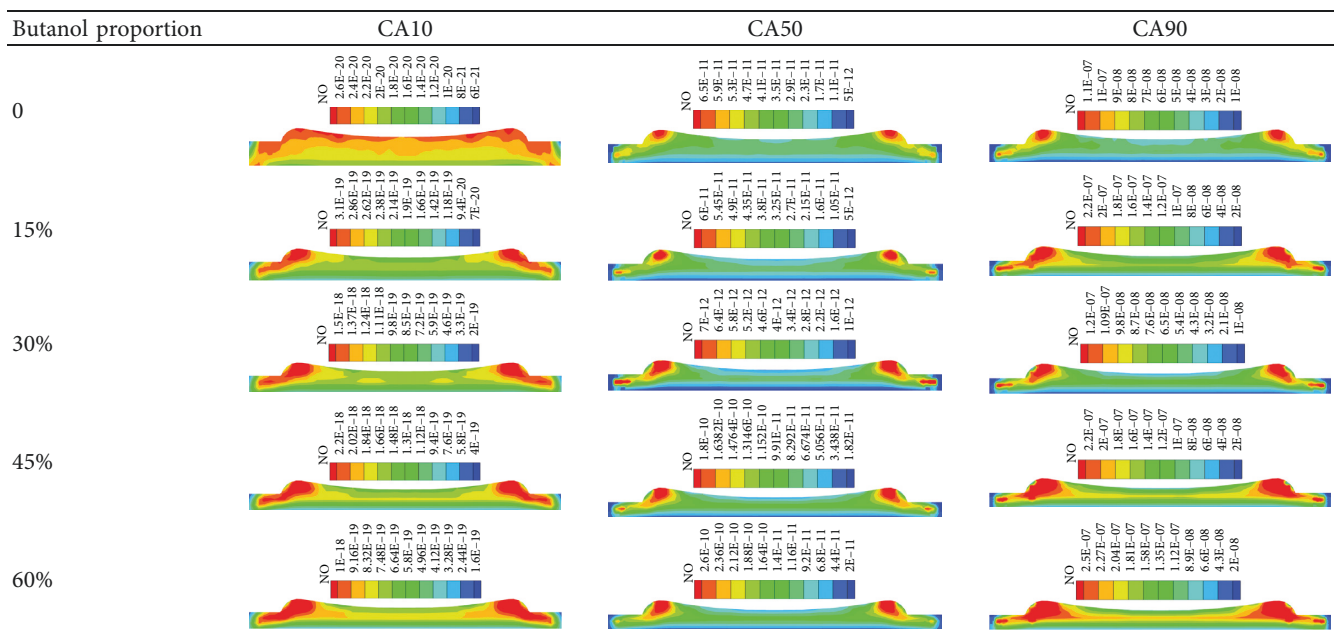 Butanol proportion CA10 CA50 CA90
0
NO 2.6E–20 2.4E–20 2.2E–20 2E–20 1.8E–20 1.6E–20 1.4E–20 1.2E–20 1E–20 8E–21 6E–21
NO 6.5E–11 5.9E–11 5.3E–11 4.7E–11 4.1E–11 3.5E–11 2.9E–11 2.3E–11 1.7E–11 1.1E–11 5E–12
NO 1.1E–07 1E–07 9E–08 8E–08 7E–08 6E–08 5E–08 4E–08 3E–08 2E–08 1E–08
15%
NO 3.1E–19 2.86E–19 2.62E–19 2.38E–19 2.14E–19 1.9E–19 1.66E–19 1.42E–19 1.18E–19 9.4E–20 7E–20
NO 6E–11 5.45E–11 4.9E–11 4.35E–11 3.8E–11 3.25E–11 2.7E–11 2.15E–11 1.6E–11 1.05E–11 5E–12
NO 2.2E–07 2E–07 1.8E–07 1.6E–07 1.4E–07 1.2E–07 1E–07 8E–08 6E–08 4E–08 2E–08
30%
NO 1.5E–18 1.37E–18 1.24E–18 1.11E–18 9.8E–19 8.5E–19 7.2E–19 5.9E–19 4.6E–19 3.3E–19 2E–19
NO 7E–12 6.4E–12 5.8E–12 5.2E–12 4.6E–12 4E–12 3.4E–12 2.8E–12 2.2E–12 1.6E–12 1E–12
NO 1.2E–07 1.09E–07 9.8E–08 8.7E–08 7.6E–08 6.5E–08 5.4E–08 4.3E–08 3.2E–08 2.1E–08 1E–08
45%
NO 2.2E–18 2.02E–18 1.84E–18 1.66E–18 1.48E–18 1.3E–18 1.12E–18 9.4E–19 7.6E–19 5.8E–19 4E–19
NO 1.8E–10 1.6382E–10 1.4764E–10 1.3146E–10 1.152E–10 9.91E–11 8.292E–11 6.674E–11 5.056E–11 3.438E–11 1.82E–11
NO 2.2E–07 2E–07 1.8E–07 1.6E–07 1.4E–07 1.2E–07 1E–07 8E–08 6E–08 4E–08 2E–08
60%
NO 1E–18 9.16E–19 8.32E–19 7.48E–19 6.64E–19 5.8E–19 4.96E–19 4.12E–19 3.28E–19 2.44E–19 1.6E–19
NO 2.6E–10 2.36E–10 2.12E–10 1.88E–10 1.64E–10 1.4E–11 1.16E–11 9.2E–11 6.8E–11 4.4E–11 2E–11
NO 2.5E–07 2.27E–07 2.04E–07 1.81E–07 1.58E–07 1.35E–07 1.12E–07 8.9E–08 6.6E–08 4.3E–08 2E–08